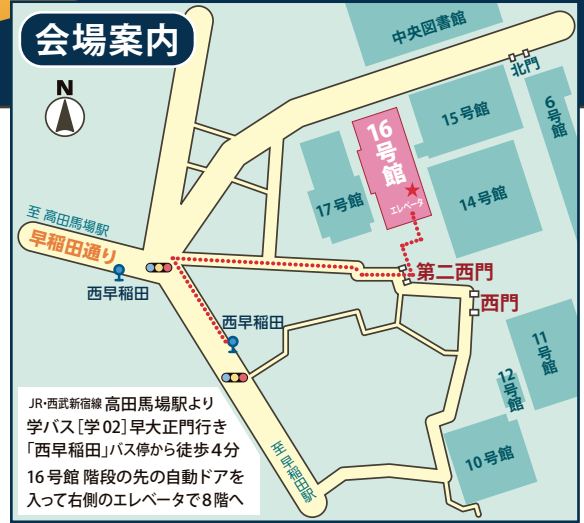 会場案内
N
中央図書館
北門
15号館
6号館
16号館
エレベータ
17号館
14号館
至 高田馬場駅
早稲田通り
西早稲田
西早稲田
第二西門
西門
11号館
12号館
10号館
至 早稲田駅
JR・西武新宿線 高田馬場駅より
学バス[学02]早大正門行き
「西早稲田」バス停から徒歩4分
16号館 階段の先の自動ドアを
入って右側のエレベータで8階へ